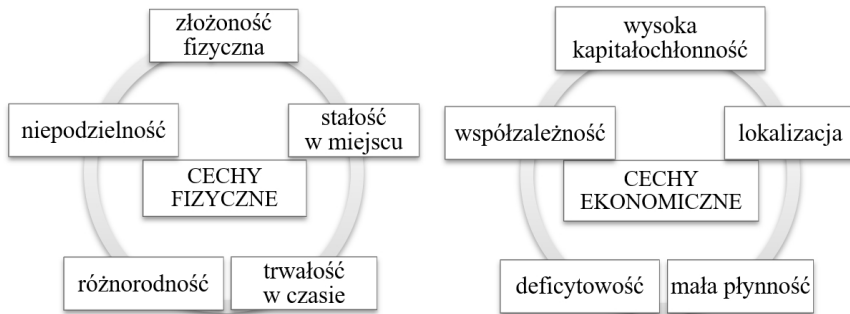 złożoność
fizyczna
niepodzielność
stałość
w miejscu
CECHY
FIZYCZNE
różnorodność
trwałość
w czasie
wysoka
kapitałochłonność
współzależność
lokalizacja
CECHY
EKONOMICZNE
deficytowość
mała płynność